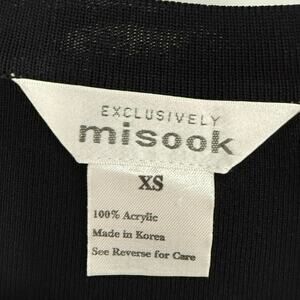 EXCLUSIVELY
misook
XS
100% Acrylic
Made in Korea
See Reverse for Care